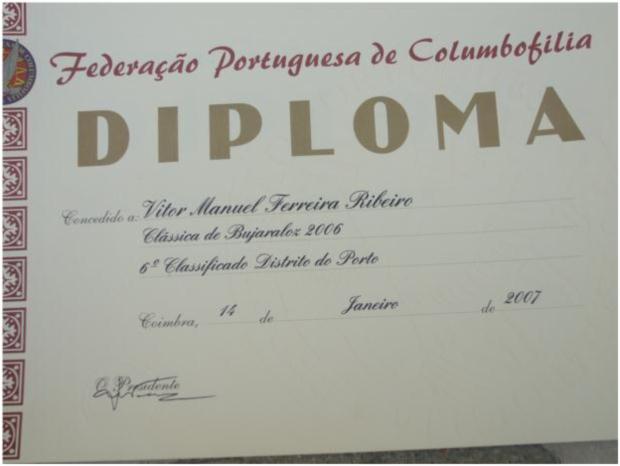 Federação Portuguesa de Columbofilia
DIPLOMA
Concedido a: Vitor Manuel Ferreira Ribeiro
Clássica de Bujaraloz 2006
6º Classificado Distrito do Porto
Coimbra, 14 de Janeiro de 2007
O Presidente